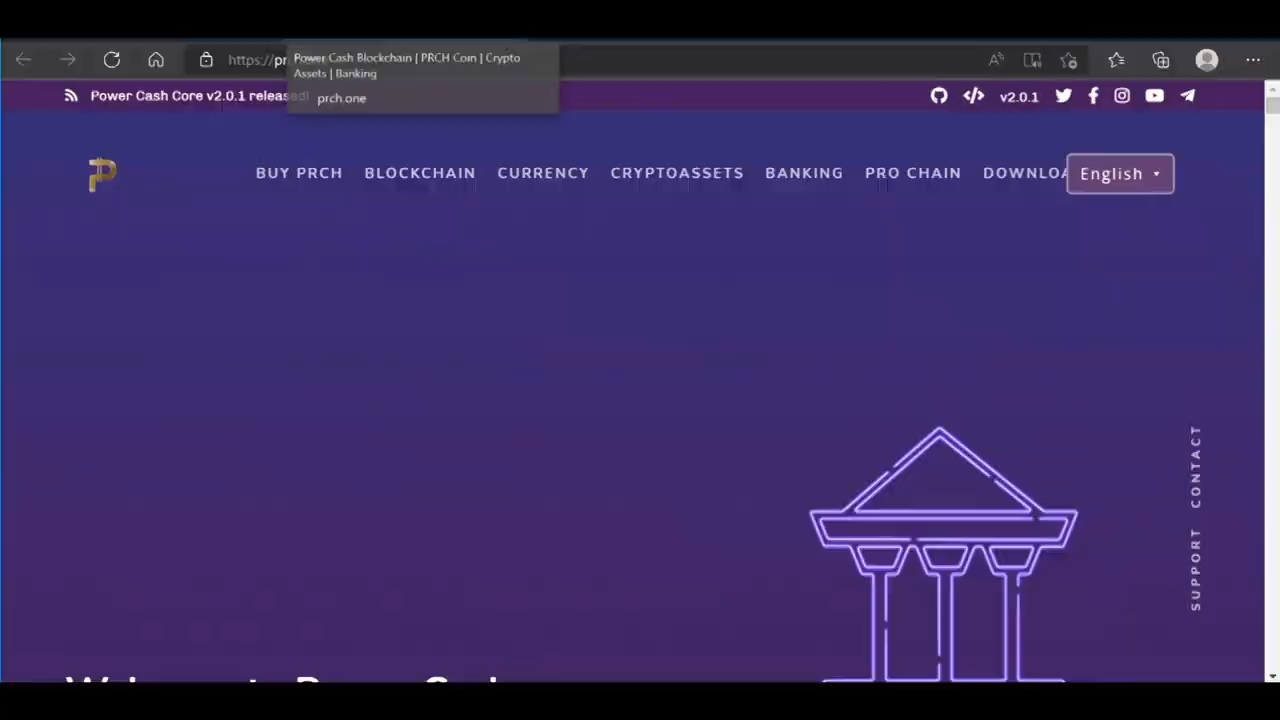 Power Cash Blockchain | PRCH Coin | Crypto
Assets | Banking
prch.one
https://pr
Power Cash Core v2.0.1 released!
v2.0.1
BUY PRCH BLOCKCHAIN CURRENCY CRYPTOASSETS BANKING PRO CHAIN DOWNLOA
English
CONTACT
SUPPORT